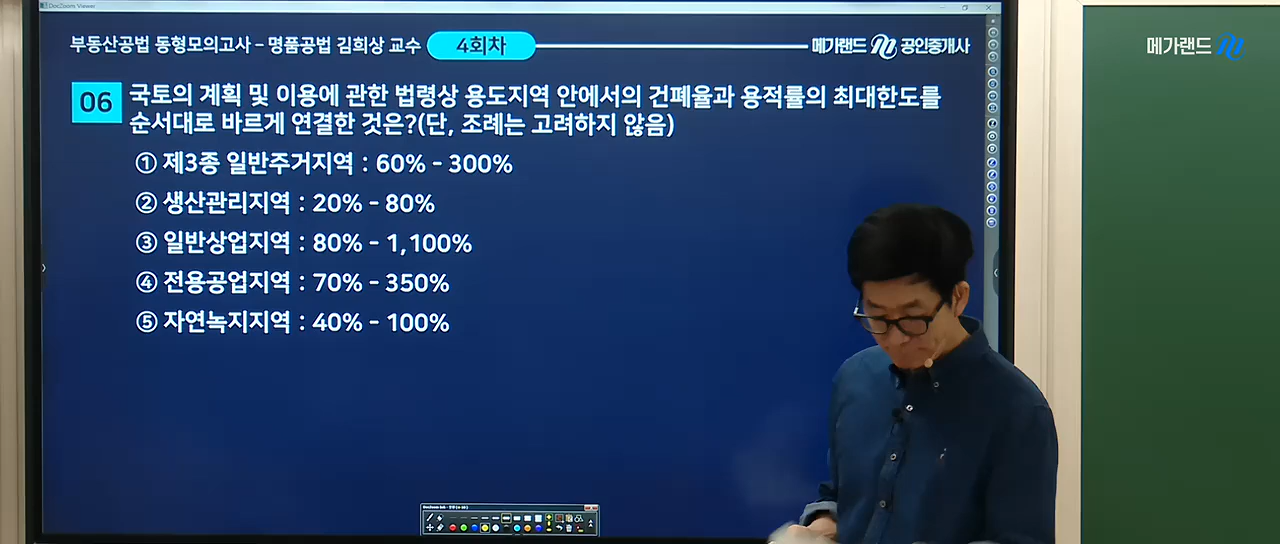 DocZoom Viewer
부동산공법 동형모의고사 – 명품공법 김희상 교수 4회차 메가랜드 공인중개사
메가랜드
06 국토의 계획 및 이용에 관한 법령상 용도지역 안에서의 건폐율과 용적률의 최대한도를
순서대로 바르게 연결한 것은?(단, 조례는 고려하지 않음)
① 제3종 일반주거지역 : 60% – 300%
② 생산관리지역 : 20% – 80%
③ 일반상업지역 : 80% – 1,100%
④ 전용공업지역 : 70% – 350%
⑤ 자연녹지지역 : 40% – 100%